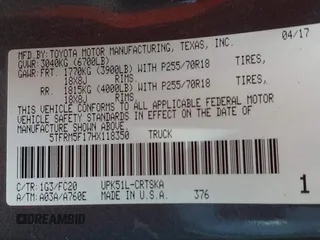 MFD. BY: TOYOTA MOTOR MANUFACTURING, TEXAS, INC. 04/17
GVWR: 3040KG (6700LB)
GAWR: FRT. 1770KG (3900LB) WITH P255/70R18
18X8J RIMS
RR. 1815KG (4000LB) WITH P255/70R18
18X8J RIMS
THIS VEHICLE CONFORMS TO ALL APPLICABLE FEDERAL MOTOR
VEHICLE SAFETY STANDARDS IN EFFECT ON THE DATE OF
MANUFACTURE SHOWN ABOVE.
5TFRM5F17HX118350 TRUCK
C/TR: 1G3/FC20 UPK51L-CRTSKA
A/TM: A03A/A760E MADE IN U.S.A. 376 1
© DREAMBID